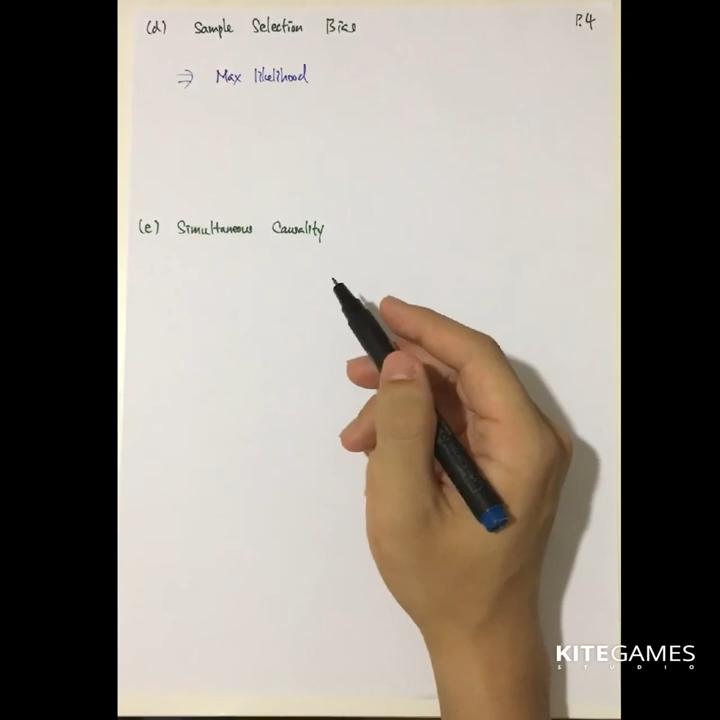 (d) Sample Selection Bias
P.4
⇒ Max likelihood
(e) Simultaneous Causality
KITEGAMES
STUDIO